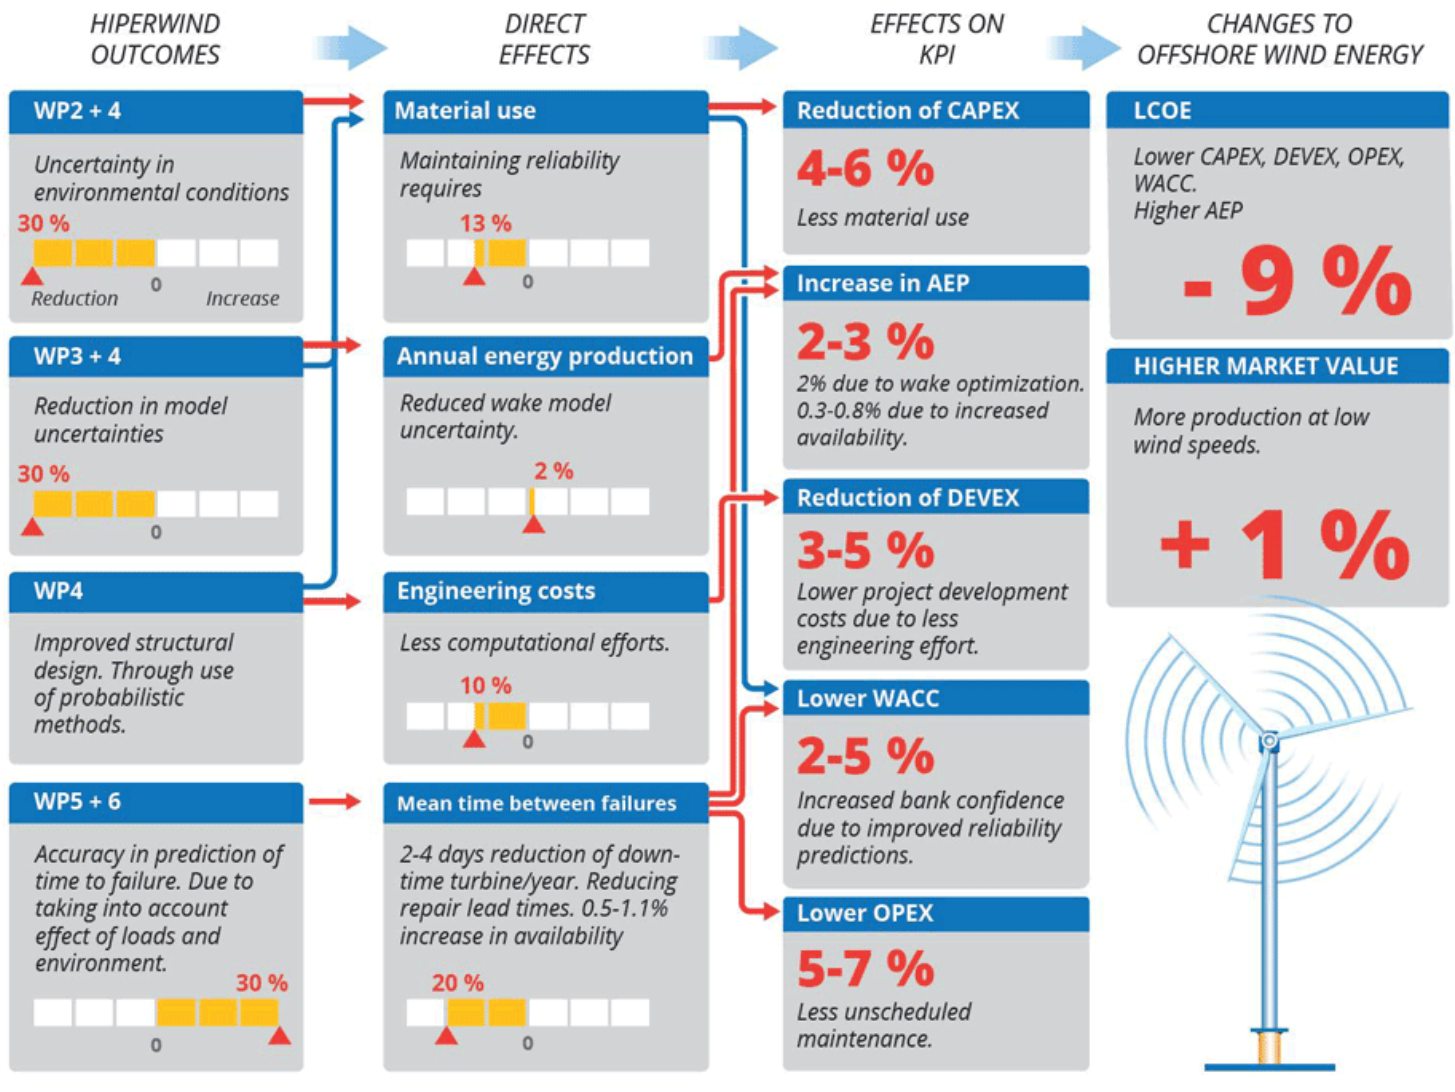 HIPERWIND
OUTCOMES
DIRECT
EFFECTS
EFFECTS ON
KPI
CHANGES TO
OFFSHORE WIND ENERGY
WP2 + 4
Uncertainty in
environmental conditions
30 %
0
Reduction
Increase
WP3 + 4
Reduction in model
uncertainties
30 %
0
WP4
Improved structural
design. Through use
of probabilistic
methods.
WP5 + 6
Accuracy in prediction of
time to failure. Due to
taking into account
effect of loads and
environment.
30 %
0
Material use
Maintaining reliability
requires
13 %
0
Annual energy production
Reduced wake model
uncertainty.
2 %
Engineering costs
Less computational efforts.
10 %
0
Mean time between failures
2-4 days reduction of down-
time turbine/year. Reducing
repair lead times. 0.5-1.1%
increase in availability
20 %
0
Reduction of CAPEX
4-6 %
Less material use
Increase in AEP
2-3 %
2% due to wake optimization.
0.3-0.8% due to increased
availability.
Reduction of DEVEX
3-5 %
Lower project development
costs due to less
engineering effort.
Lower WACC
2-5 %
Increased bank confidence
due to improved reliability
predictions.
Lower OPEX
5-7 %
Less unscheduled
maintenance.
LCOE
Lower CAPEX, DEVEX, OPEX,
WACC.
Higher AEP
- 9 %
HIGHER MARKET VALUE
More production at low
wind speeds.
+ 1 %